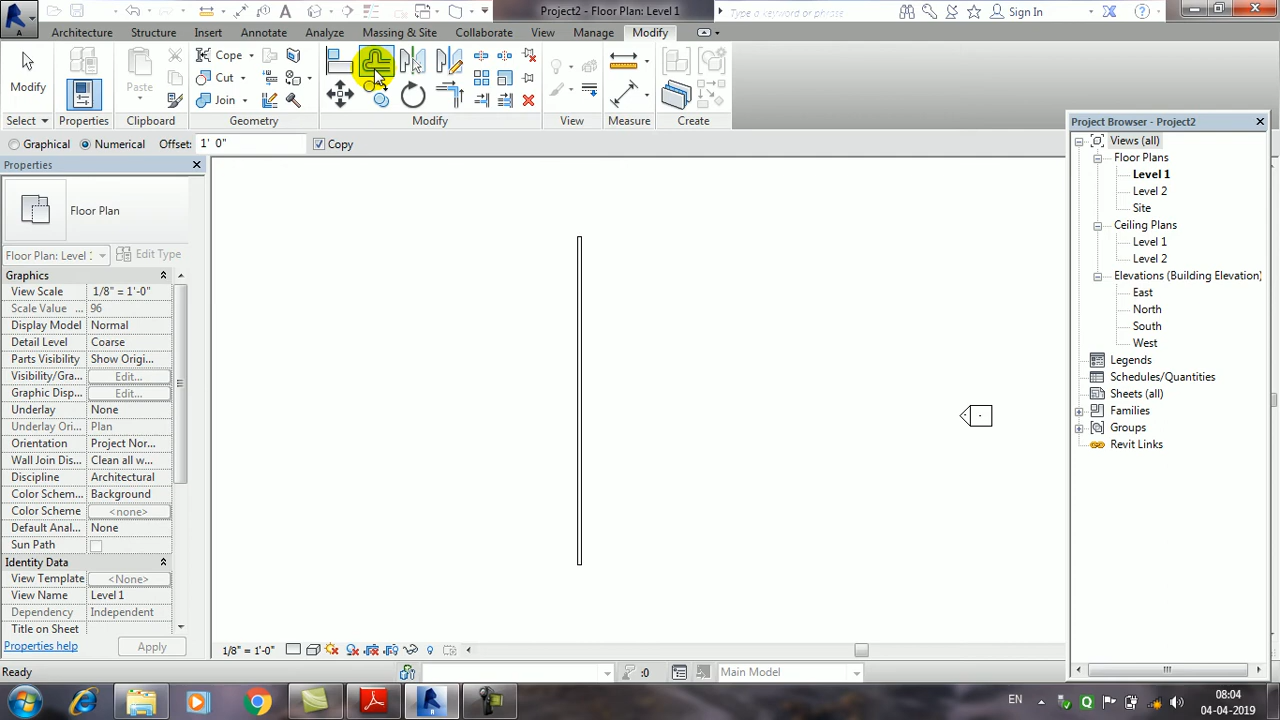 Project2 - Floor Plan: Level 1
Type a keyword or phrase
Sign In
Architecture Structure Insert Annotate Analyze Massing & Site Collaborate View Manage Modify
Modify
Cope
Cut
Join
Paste
Select Properties Clipboard Geometry Modify View Measure Create
Graphical Numerical Offset: 1' 0" Copy
Properties
Floor Plan
Floor Plan: Level 1 Edit Type
Graphics
View Scale 1/8" = 1'-0"
Scale Value 96
Display Model Normal
Detail Level Coarse
Parts Visibility Show Origi...
Visibility/Gra... Edit...
Graphic Disp... Edit...
Underlay None
Underlay Ori... Plan
Orientation Project Nor...
Wall Join Dis... Clean all w...
Discipline Architectural
Color Schem... Background
Color Scheme <none>
Default Anal... None
Sun Path
Identity Data
View Template <None>
View Name Level 1
Dependency Independent
Title on Sheet
Properties help Apply
Project Browser - Project2
Views (all)
Floor Plans
Level 1
Level 2
Site
Ceiling Plans
Level 1
Level 2
Elevations (Building Elevation)
East
North
South
West
Legends
Schedules/Quantities
Sheets (all)
Families
Groups
Revit Links
1/8" = 1'-0"
Ready :0 Main Model
EN 08:04
04-04-2019